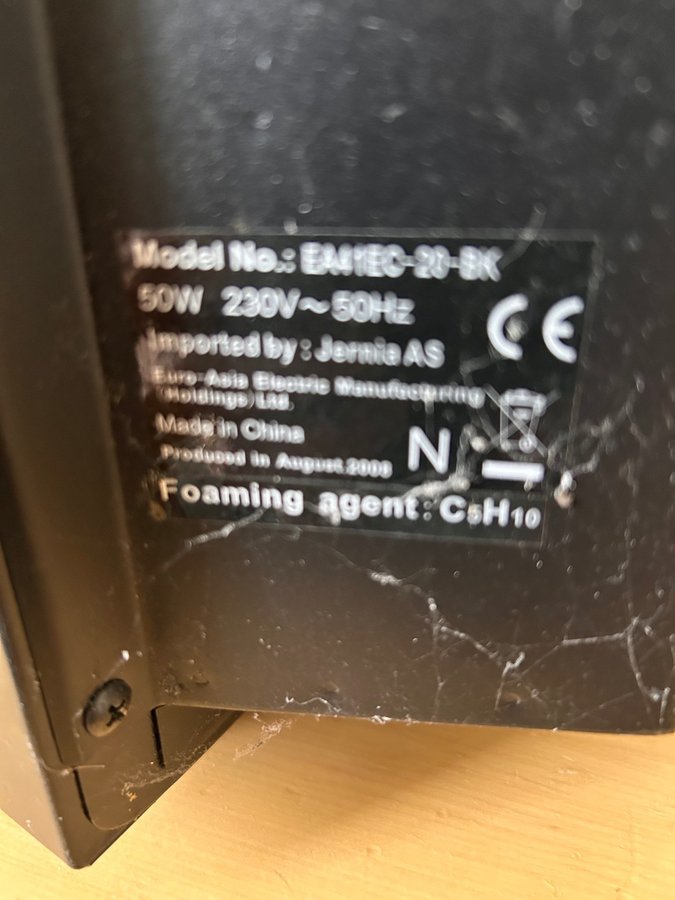 Model No.: EA41EC-20-BK
50W 230V~50Hz
CE
Imported by : Jernia AS
Euro-Asia Electric Manufacturing
(Holdings) Ltd.
Made in China
N
Produced in August,2008
Foaming agent : C5H10